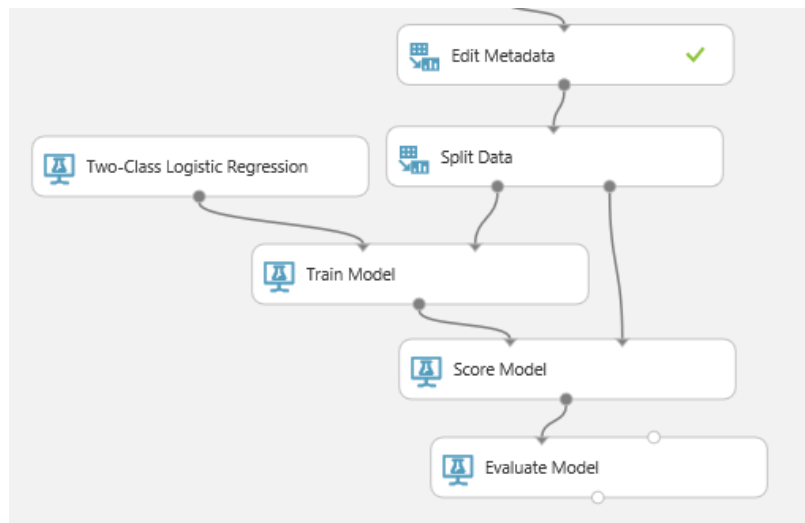 Edit Metadata
Split Data
Two-Class Logistic Regression
Train Model
Score Model
Evaluate Model